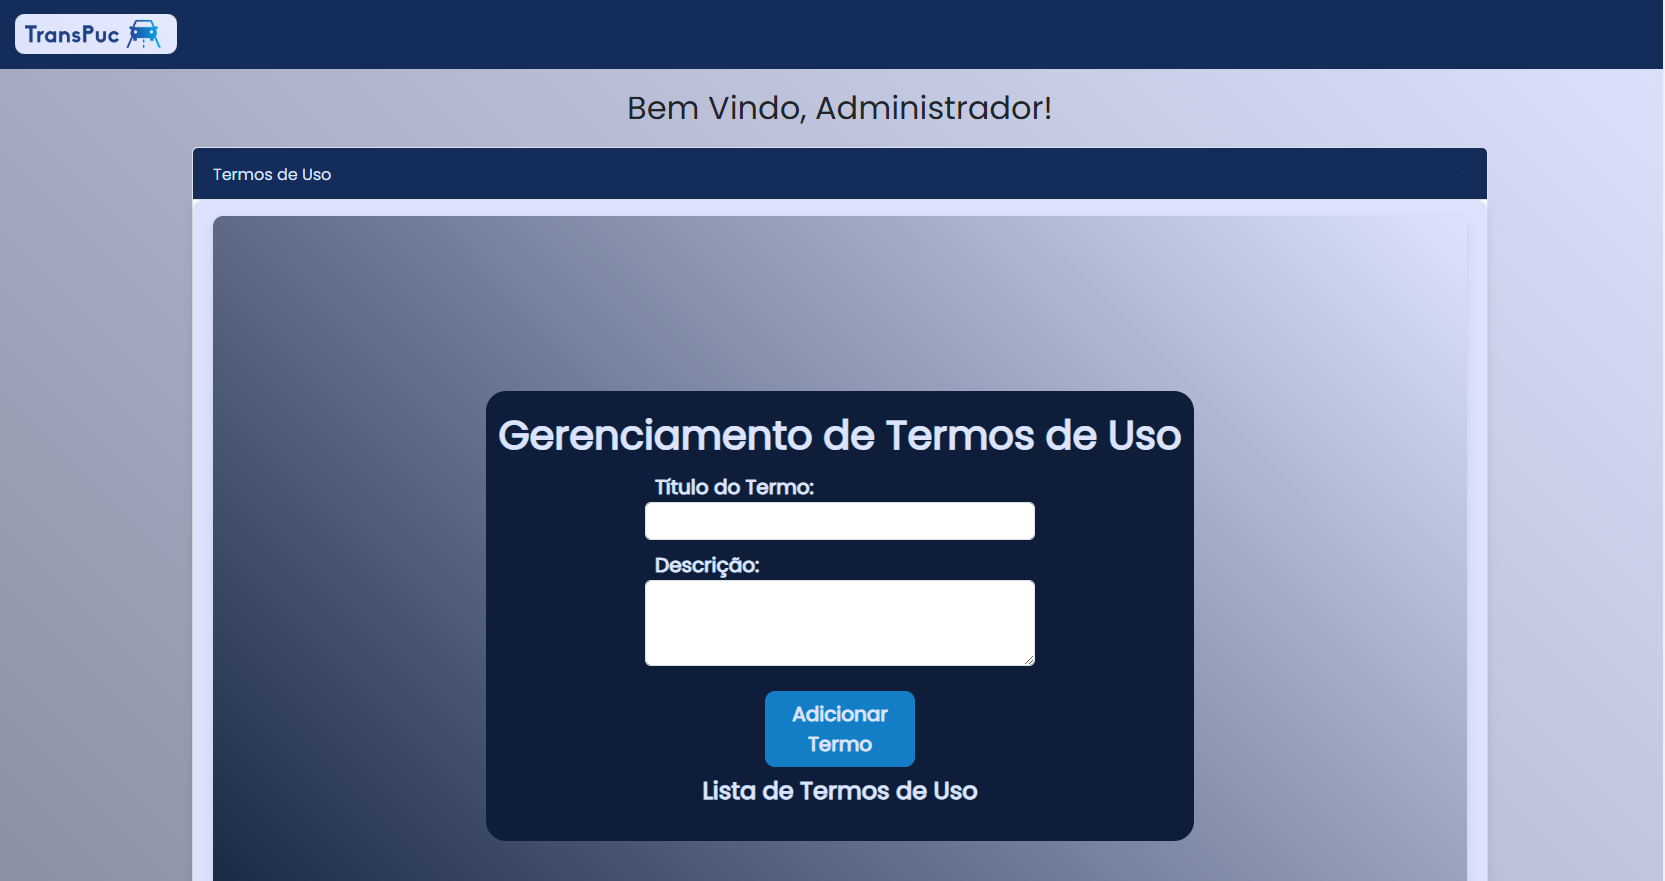 TransPuc
Bem Vindo, Administrador!
Termos de Uso
Gerenciamento de Termos de Uso
Título do Termo:
Descrição:
Adicionar
Termo
Lista de Termos de Uso